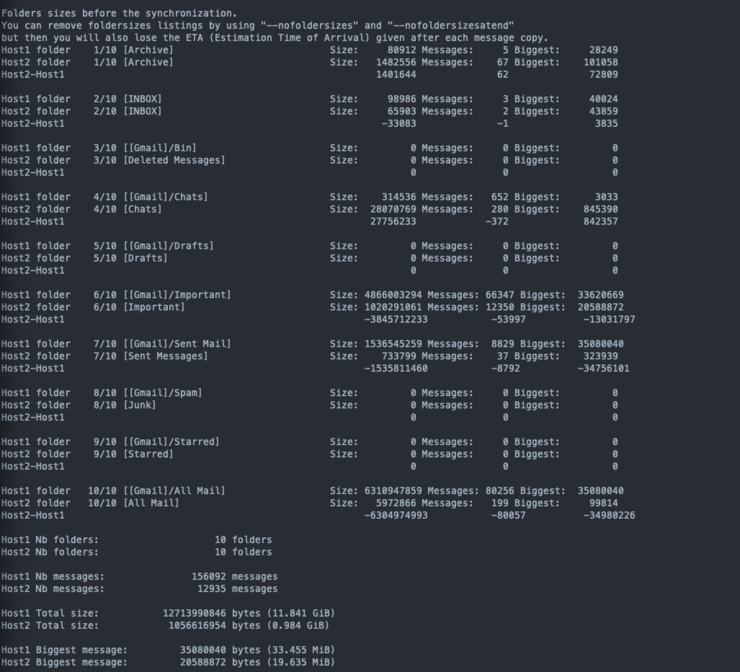 Folders sizes before the synchronization.
You can remove foldersizes listings by using "--nofoldersizes" and "--nofoldersizesatend"
but then you will also lose the ETA (Estimation Time of Arrival) given after each message copy.
Host1 folder    1/10 [Archive]                          Size:      80912 Messages:     5 Biggest:     28249
Host2 folder    1/10 [Archive]                          Size:    1482556 Messages:    67 Biggest:    101058
Host2-Host1                                                      1401644              62              72809
Host1 folder    2/10 [INBOX]                            Size:      98986 Messages:     3 Biggest:     40024
Host2 folder    2/10 [INBOX]                            Size:      65903 Messages:     2 Biggest:     43859
Host2-Host1                                                       -33083              -1               3835
Host1 folder    3/10 [[Gmail]/Bin]                      Size:          0 Messages:     0 Biggest:         0
Host2 folder    3/10 [Deleted Messages]                 Size:          0 Messages:     0 Biggest:         0
Host2-Host1                                                            0               0                  0
Host1 folder    4/10 [[Gmail]/Chats]                    Size:     314536 Messages:   652 Biggest:      3033
Host2 folder    4/10 [Chats]                            Size:   28070769 Messages:   280 Biggest:    845390
Host2-Host1                                                     27756233            -372             842357
Host1 folder    5/10 [[Gmail]/Drafts]                   Size:          0 Messages:     0 Biggest:         0
Host2 folder    5/10 [Drafts]                           Size:          0 Messages:     0 Biggest:         0
Host2-Host1                                                            0               0                  0
Host1 folder    6/10 [[Gmail]/Important]                Size: 4866003294 Messages: 66347 Biggest:  33620669
Host2 folder    6/10 [Important]                        Size: 1020291061 Messages: 12350 Biggest:  20588872
Host2-Host1                                                  -3845712233          -53997          -13031797
Host1 folder    7/10 [[Gmail]/Sent Mail]                Size: 1536545259 Messages:  8829 Biggest:  35080040
Host2 folder    7/10 [Sent Messages]                    Size:     733799 Messages:    37 Biggest:    323939
Host2-Host1                                                  -1535811460           -8792          -34756101
Host1 folder    8/10 [[Gmail]/Spam]                     Size:          0 Messages:     0 Biggest:         0
Host2 folder    8/10 [Junk]                             Size:          0 Messages:     0 Biggest:         0
Host2-Host1                                                            0               0                  0
Host1 folder    9/10 [[Gmail]/Starred]                  Size:          0 Messages:     0 Biggest:         0
Host2 folder    9/10 [Starred]                          Size:          0 Messages:     0 Biggest:         0
Host2-Host1                                                            0               0                  0
Host1 folder   10/10 [[Gmail]/All Mail]                 Size: 6310947859 Messages: 80256 Biggest:  35080040
Host2 folder   10/10 [All Mail]                         Size:    5972866 Messages:   199 Biggest:     99814
Host2-Host1                                                  -6304974993          -80057          -34980226
Host1 Nb folders:                    10 folders
Host2 Nb folders:                    10 folders
Host1 Nb messages:               156092 messages
Host2 Nb messages:                12935 messages
Host1 Total size:           12713990846 bytes (11.841 GiB)
Host2 Total size:            1056616954 bytes (0.984 GiB)
Host1 Biggest message:         35080040 bytes (33.455 MiB)
Host2 Biggest message:         20588872 bytes (19.635 MiB)